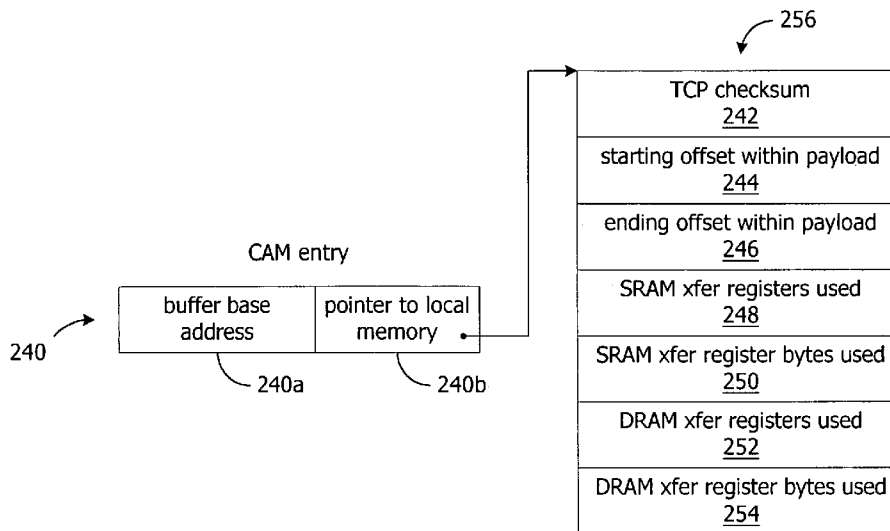 256
TCP checksum
242
starting offset within payload
244
ending offset within payload
246
SRAM xfer registers used
248
SRAM xfer register bytes used
250
DRAM xfer registers used
252
DRAM xfer register bytes used
254
CAM entry
buffer base
address
pointer to local
memory
240
240a
240b